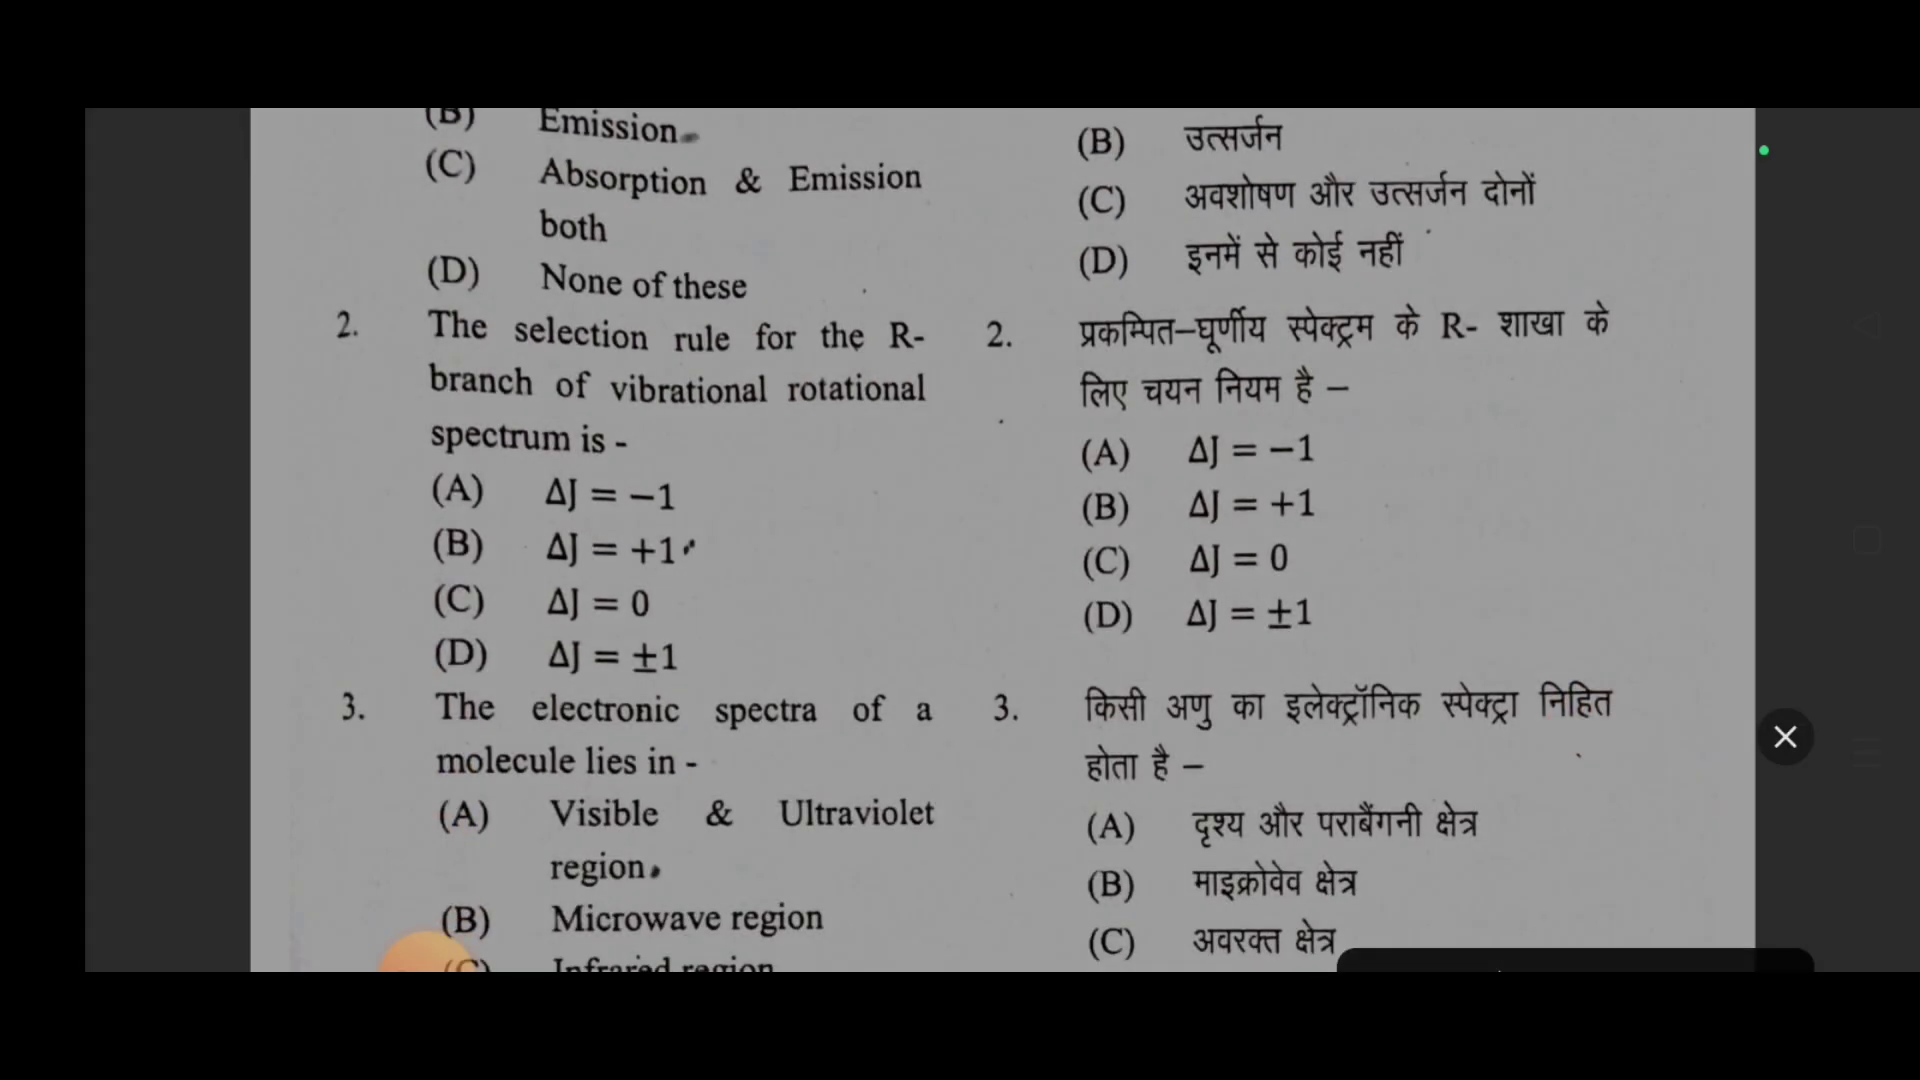 (B) Emission
(C) Absorption & Emission
both
(D) None of these
2. The selection rule for the R-
branch of vibrational rotational
spectrum is -
(A) ΔJ = −1
(B) ΔJ = +1
(C) ΔJ = 0
(D) ΔJ = ±1
3. The electronic spectra of a
molecule lies in -
(A) Visible & Ultraviolet
region
(B) Microwave region
(C) Infrared region
(B) उत्सर्जन
(C) अवशोषण और उत्सर्जन दोनों
(D) इनमें से कोई नहीं
2. प्रकम्पित–घूर्णीय स्पेक्ट्रम के R- शाखा के
लिए चयन नियम है –
(A) ΔJ = −1
(B) ΔJ = +1
(C) ΔJ = 0
(D) ΔJ = ±1
3. किसी अणु का इलेक्ट्रॉनिक स्पेक्ट्रा निहित
होता है –
(A) दृश्य और पराबैंगनी क्षेत्र
(B) माइक्रोवेव क्षेत्र
(C) अवरक्त क्षेत्र